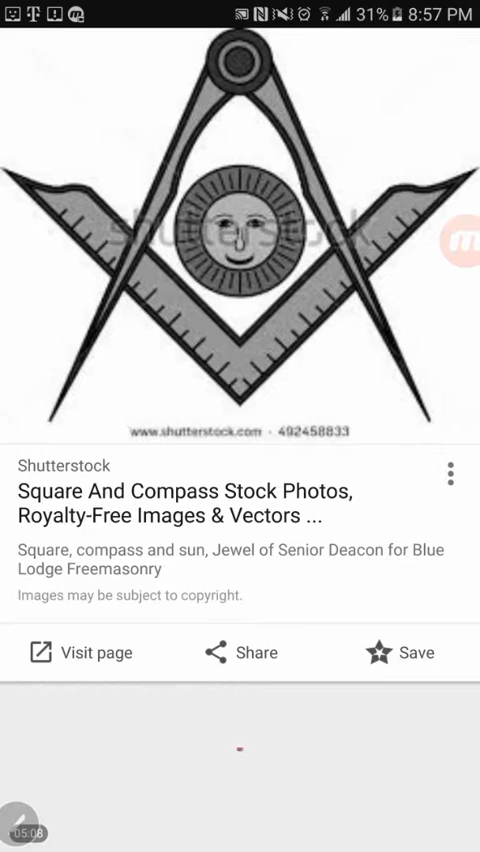 31% 8:57 PM
shutterstock
www.shutterstock.com · 492458833
Shutterstock
Square And Compass Stock Photos,
Royalty-Free Images & Vectors ...
Square, compass and sun, Jewel of Senior Deacon for Blue
Lodge Freemasonry
Images may be subject to copyright.
Visit page Share Save
05:08